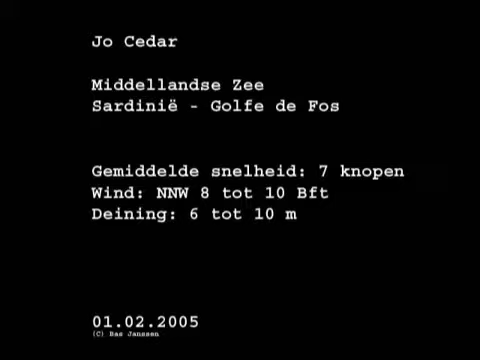 Jo Cedar
Middellandse Zee
Sardinië - Golfe de Fos
Gemiddelde snelheid: 7 knopen
Wind: NNW 8 tot 10 Bft
Deining: 6 tot 10 m
01.02.2005
(C) Bas Janssen